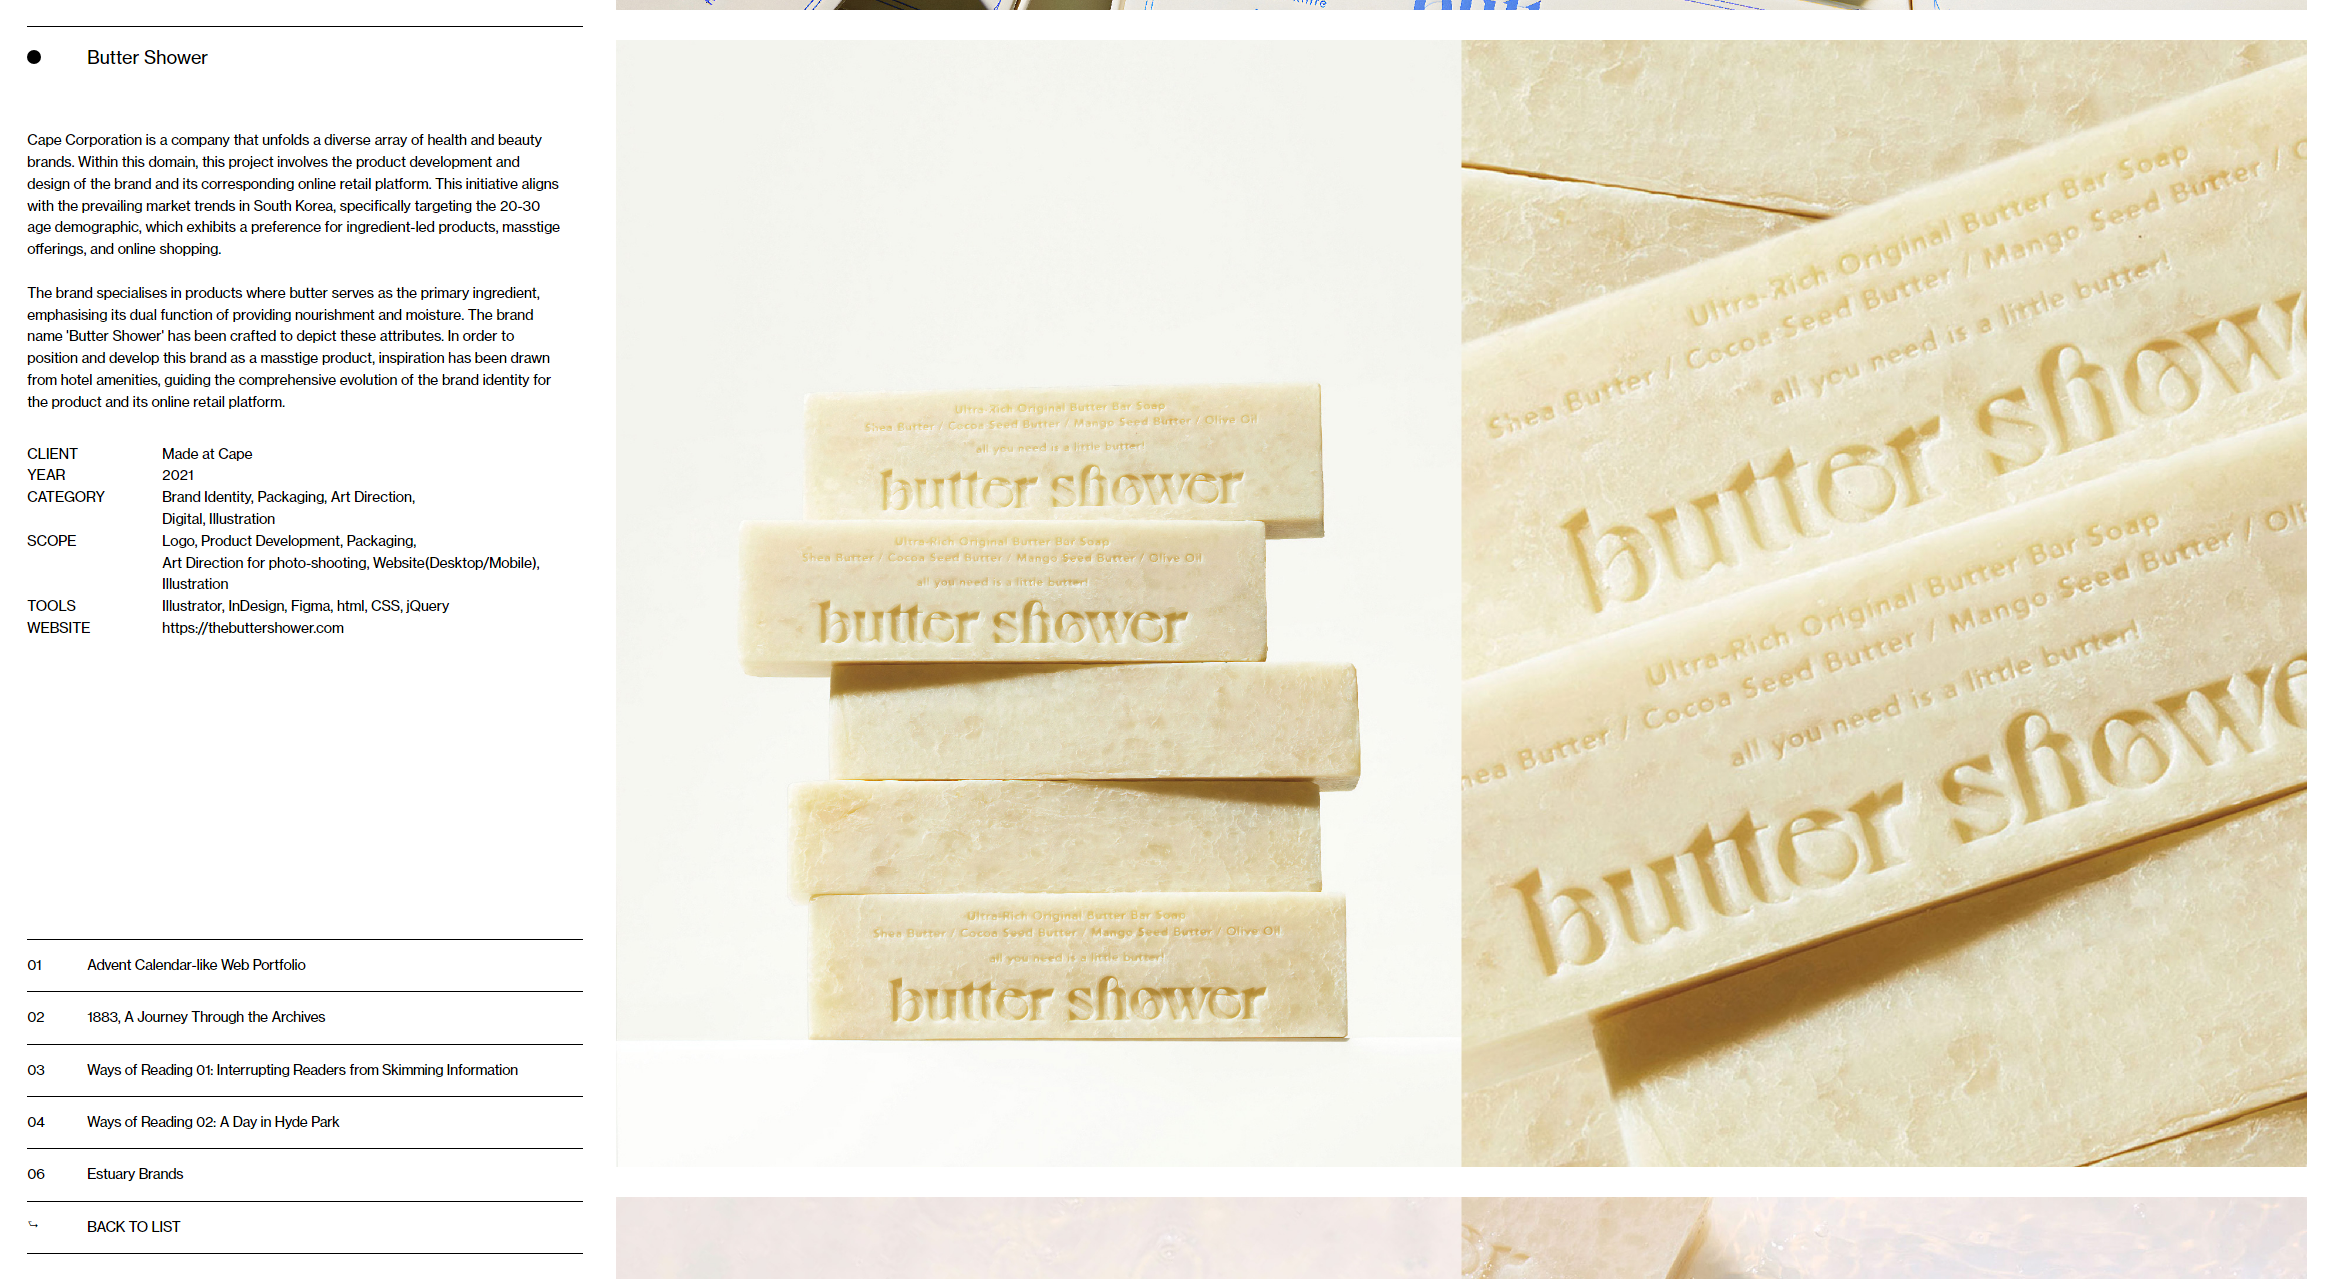 Butter Shower
Cape Corporation is a company that unfolds a diverse array of health and beauty
brands. Within this domain, this project involves the product development and
design of the brand and its corresponding online retail platform. This initiative aligns
with the prevailing market trends in South Korea, specifically targeting the 20-30
age demographic, which exhibits a preference for ingredient-led products, masstige
offerings, and online shopping.
The brand specialises in products where butter serves as the primary ingredient,
emphasising its dual function of providing nourishment and moisture. The brand
name 'Butter Shower' has been crafted to depict these attributes. In order to
position and develop this brand as a masstige product, inspiration has been drawn
from hotel amenities, guiding the comprehensive evolution of the brand identity for
the product and its online retail platform.
CLIENT Made at Cape
YEAR 2021
CATEGORY Brand Identity, Packaging, Art Direction,
Digital, Illustration
SCOPE Logo, Product Development, Packaging,
Art Direction for photo-shooting, Website(Desktop/Mobile),
Illustration
TOOLS Illustrator, InDesign, Figma, html, CSS, jQuery
WEBSITE https://thebuttershower.com
01 Advent Calendar-like Web Portfolio
02 1883, A Journey Through the Archives
03 Ways of Reading 01: Interrupting Readers from Skimming Information
04 Ways of Reading 02: A Day in Hyde Park
06 Estuary Brands
BACK TO LIST
Ultra-Rich Original Butter Bar Soap
Shea Butter / Cocoa Seed Butter / Mango Seed Butter / Olive Oil
all you need is a little butter!
butter shower
Ultra-Rich Original Butter Bar Soap
Shea Butter / Cocoa Seed Butter / Mango Seed Butter / Olive Oil
all you need is a little butter!
butter shower
Ultra-Rich Original Butter Bar Soap
Shea Butter / Cocoa Seed Butter / Mango Seed Butter / Olive Oil
all you need is a little butter!
butter shower
Ultra-Rich Original Butter Bar Soap
Shea Butter / Cocoa Seed Butter / Mango Seed Butter /
all you need is a little butter!
butter showe
Ultra-Rich Original Butter Bar Soap
Butter / Cocoa Seed Butter / Mango Seed Butter / Oli
all you need is a little butter!
butter showe